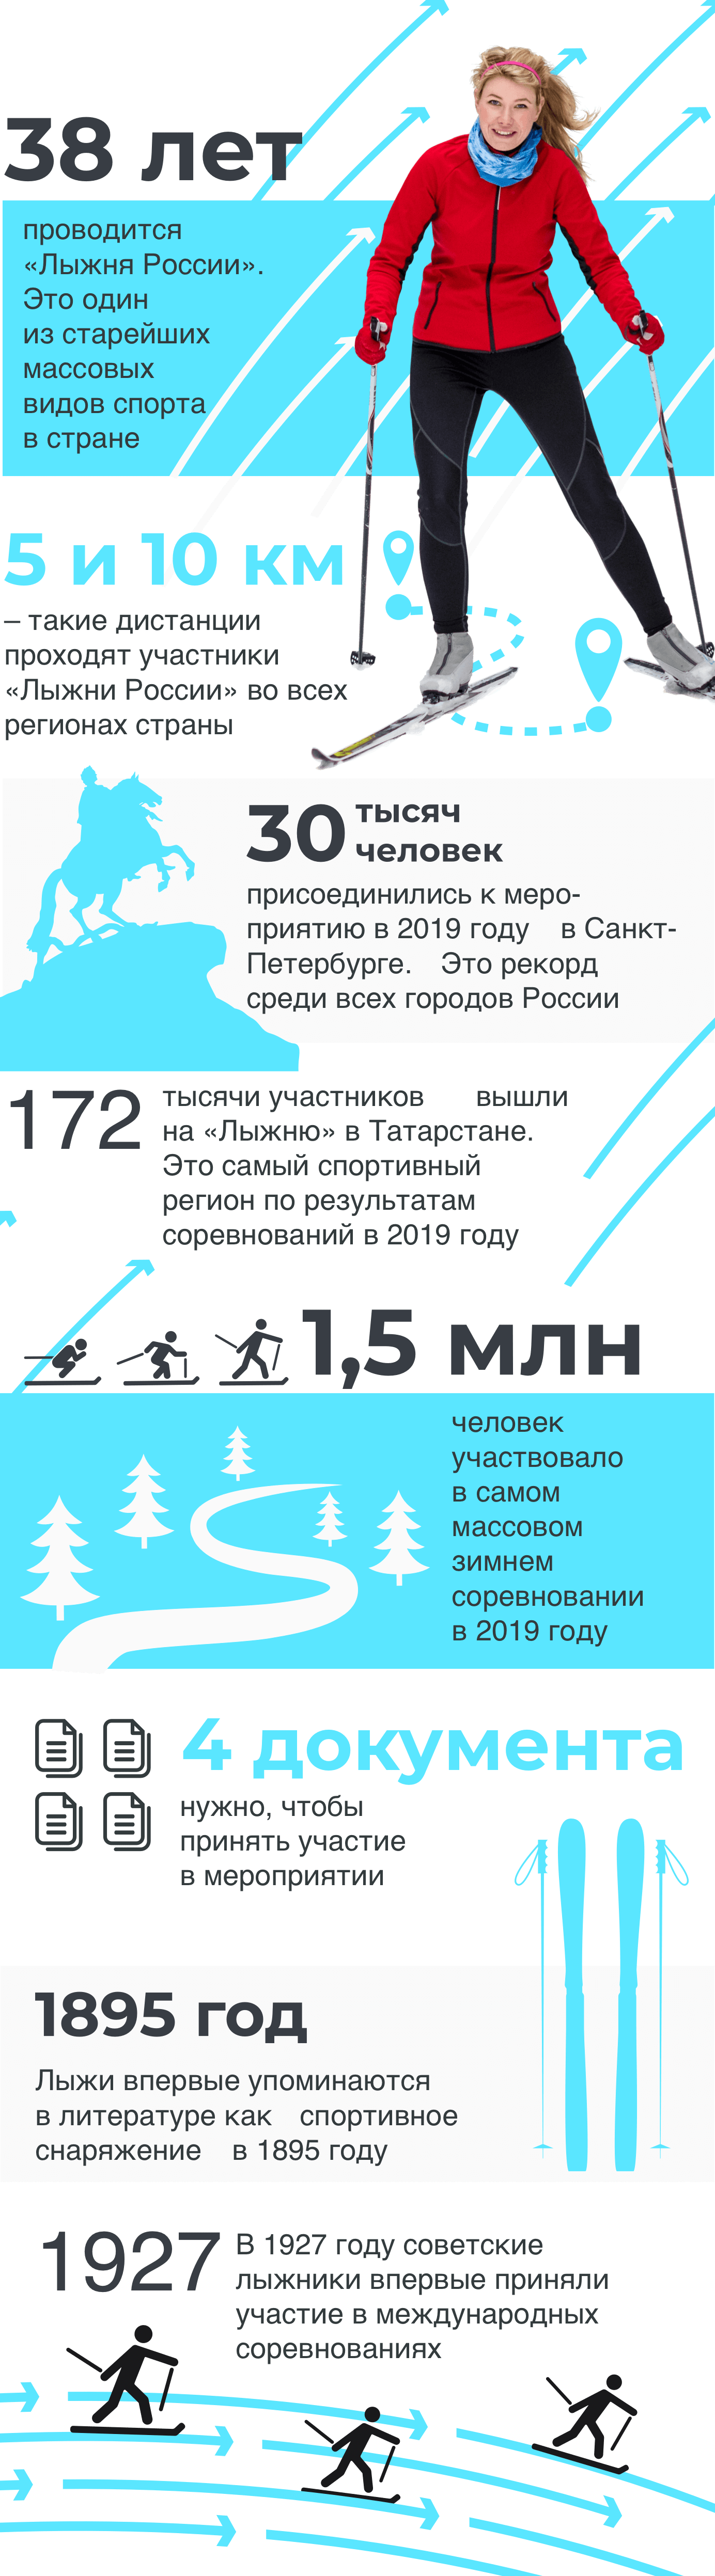 38 лет
проводится
«Лыжня России».
Это один
из старейших
массовых
видов спорта
в стране
5 и 10 км
– такие дистанции
проходят участники
«Лыжни России» во всех
регионах страны
30 тысяч
человек
присоединились к меро-
приятию в 2019 году в Санкт-
Петербурге. Это рекорд
среди всех городов России
172
тысячи участников вышли
на «Лыжню» в Татарстане.
Это самый спортивный
регион по результатам
соревнований в 2019 году
1,5 млн
человек
участвовало
в самом
массовом
зимнем
соревновании
в 2019 году
4 документа
нужно, чтобы
принять участие
в мероприятии
1895 год
Лыжи впервые упоминаются
в литературе как спортивное
снаряжение в 1895 году
1927
В 1927 году советские
лыжники впервые приняли
участие в международных
соревнованиях